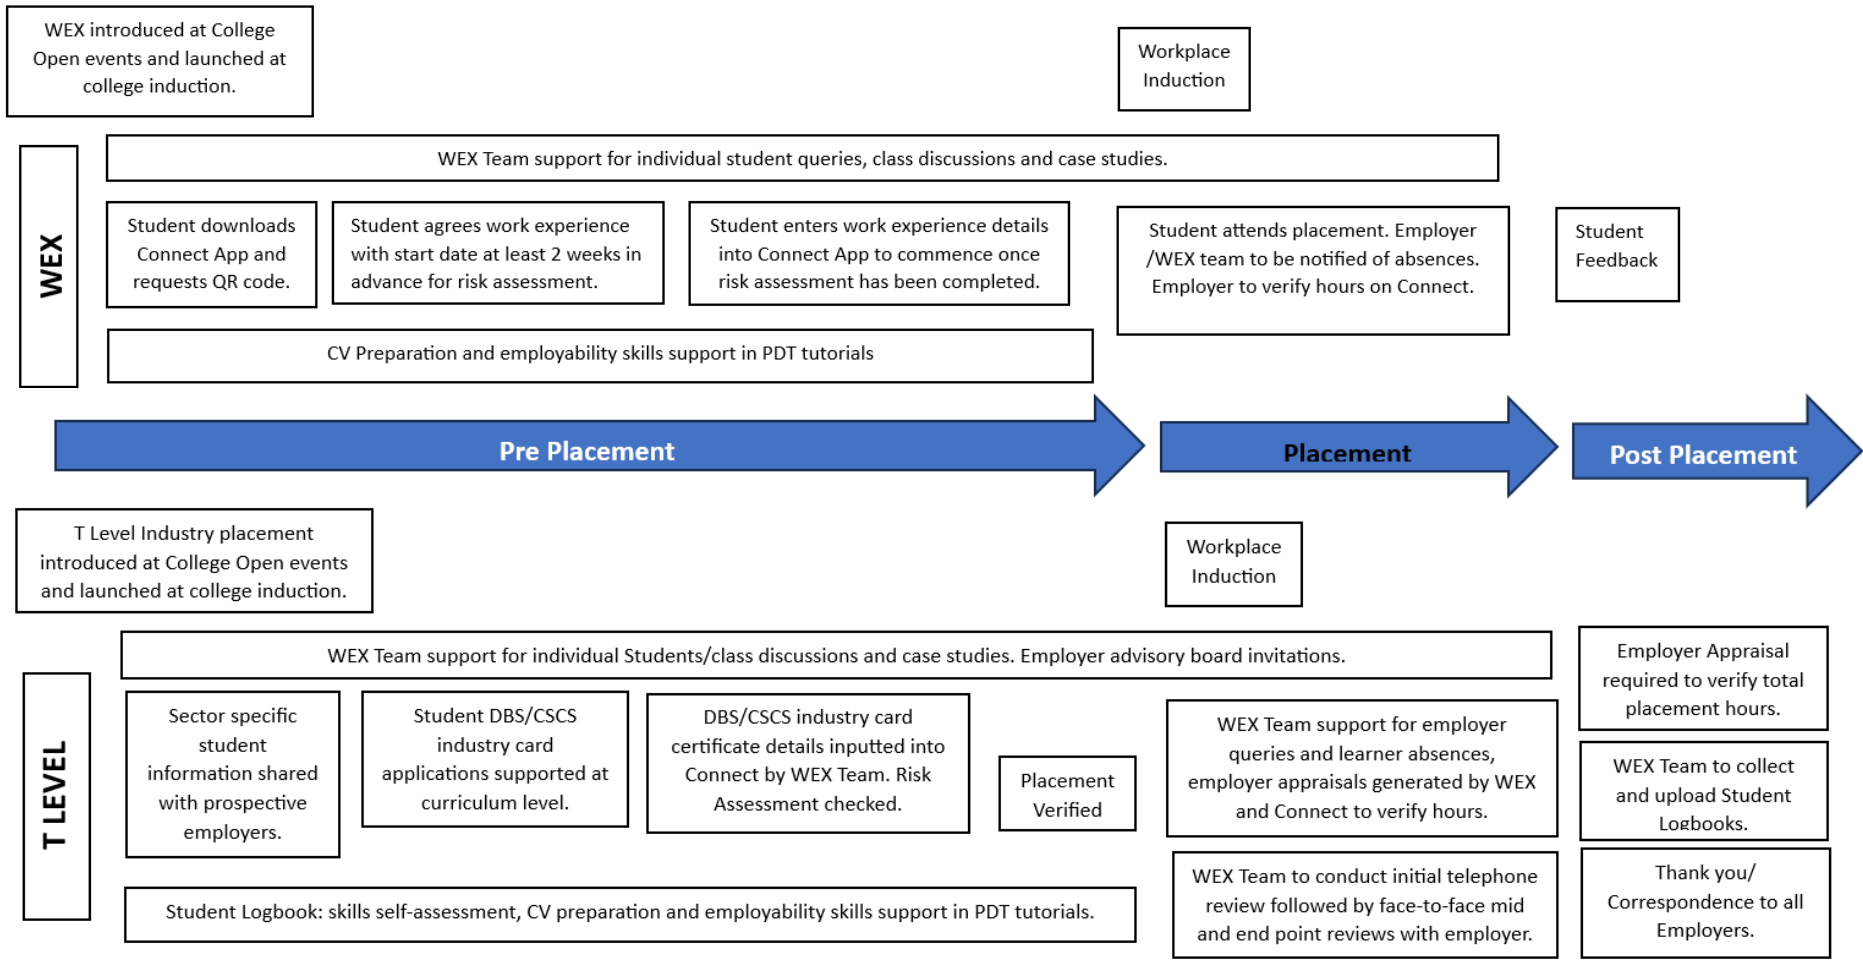 WEX introduced at College
Open events and launched at
college induction.
Workplace
Induction
WEX
WEX Team support for individual student queries, class discussions and case studies.
Student downloads
Connect App and
requests QR code.
Student agrees work experience
with start date at least 2 weeks in
advance for risk assessment.
Student enters work experience details
into Connect App to commence once
risk assessment has been completed.
Student attends placement. Employer
/WEX team to be notified of absences.
Employer to verify hours on Connect.
Student
Feedback
CV Preparation and employability skills support in PDT tutorials
Pre Placement
Placement
Post Placement
T Level Industry placement
introduced at College Open events
and launched at college induction.
Workplace
Induction
T LEVEL
WEX Team support for individual Students/class discussions and case studies. Employer advisory board invitations.
Sector specific
student
information shared
with prospective
employers.
Student DBS/CSCS
industry card
applications supported at
curriculum level.
DBS/CSCS industry card
certificate details inputted into
Connect by WEX Team. Risk
Assessment checked.
Placement
Verified
WEX Team support for employer
queries and learner absences,
employer appraisals generated by WEX
and Connect to verify hours.
Employer Appraisal
required to verify total
placement hours.
WEX Team to collect
and upload Student
Logbooks.
Student Logbook: skills self-assessment, CV preparation and employability skills support in PDT tutorials.
WEX Team to conduct initial telephone
review followed by face-to-face mid
and end point reviews with employer.
Thank you/
Correspondence to all
Employers.